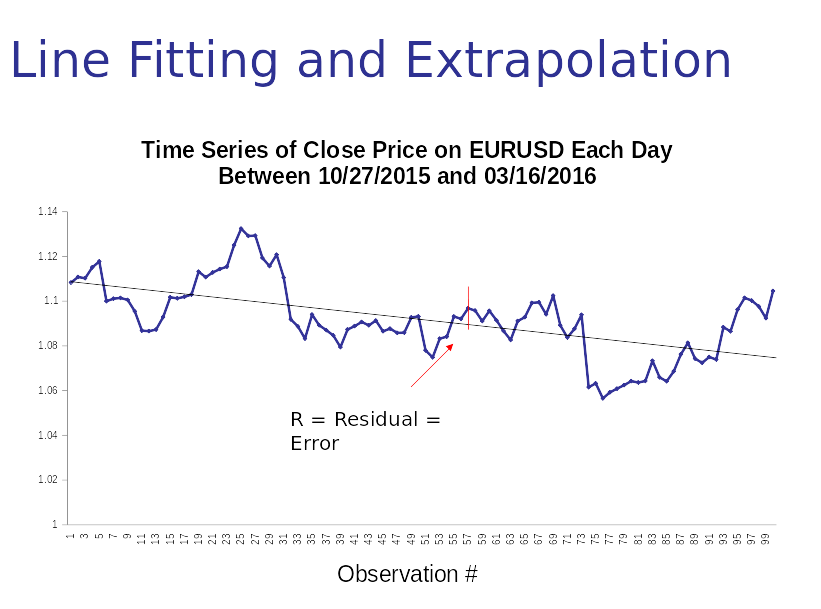 Line Fitting and Extrapolation
Time Series of Close Price on EURUSD Each Day
Between 10/27/2015 and 03/16/2016
1.14
1.12
1.1
1.08
1.06
1.04
1.02
1
R = Residual =
Error
1 3 5 7 9 11 13 15 17 19 21 23 25 27 29 31 33 35 37 39 41 43 45 47 49 51 53 55 57 59 61 63 65 67 69 71 73 75 77 79 81 83 85 87 89 91 93 95 97 99
Observation #